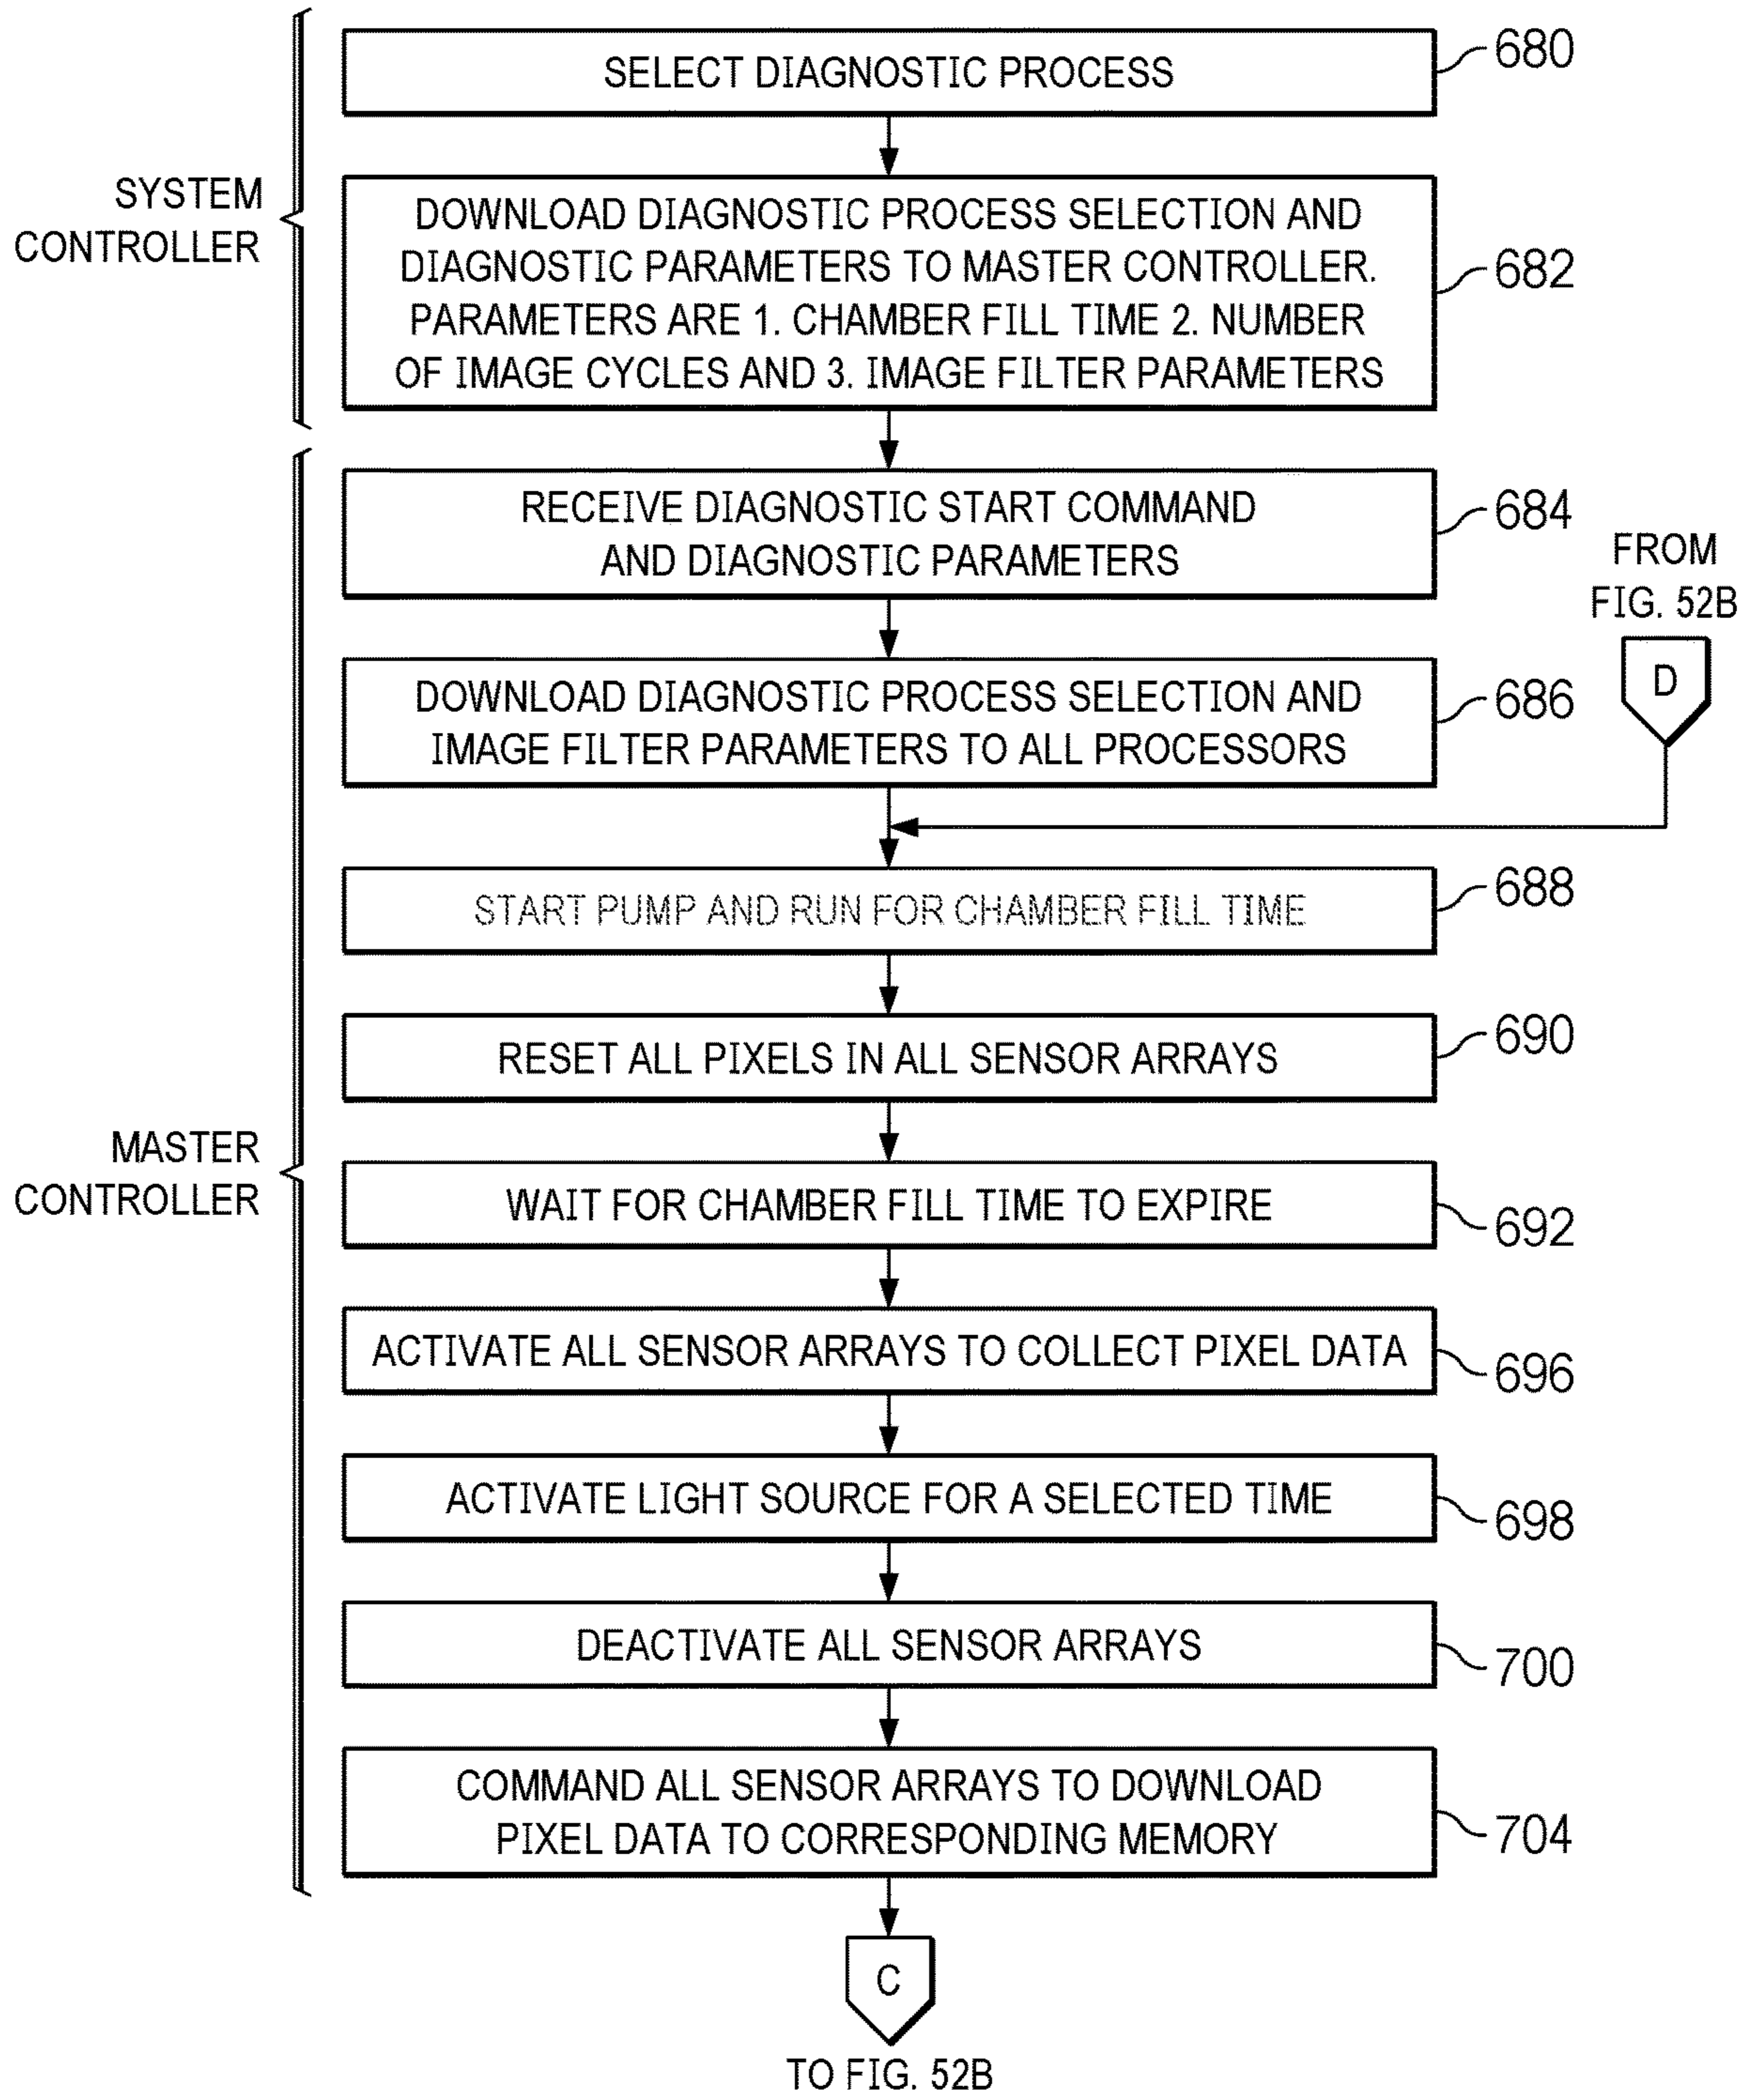 SELECT DIAGNOSTIC PROCESS
680
SYSTEM
CONTROLLER
DOWNLOAD DIAGNOSTIC PROCESS SELECTION AND
DIAGNOSTIC PARAMETERS TO MASTER CONTROLLER.
PARAMETERS ARE 1. CHAMBER FILL TIME 2. NUMBER
OF IMAGE CYCLES AND 3. IMAGE FILTER PARAMETERS
682
RECEIVE DIAGNOSTIC START COMMAND
AND DIAGNOSTIC PARAMETERS
684
FROM
FIG. 52B
D
DOWNLOAD DIAGNOSTIC PROCESS SELECTION AND
IMAGE FILTER PARAMETERS TO ALL PROCESSORS
686
START PUMP AND RUN FOR CHAMBER FILL TIME
688
RESET ALL PIXELS IN ALL SENSOR ARRAYS
690
MASTER
CONTROLLER
WAIT FOR CHAMBER FILL TIME TO EXPIRE
692
ACTIVATE ALL SENSOR ARRAYS TO COLLECT PIXEL DATA
696
ACTIVATE LIGHT SOURCE FOR A SELECTED TIME
698
DEACTIVATE ALL SENSOR ARRAYS
700
COMMAND ALL SENSOR ARRAYS TO DOWNLOAD
PIXEL DATA TO CORRESPONDING MEMORY
704
C
TO FIG. 52B